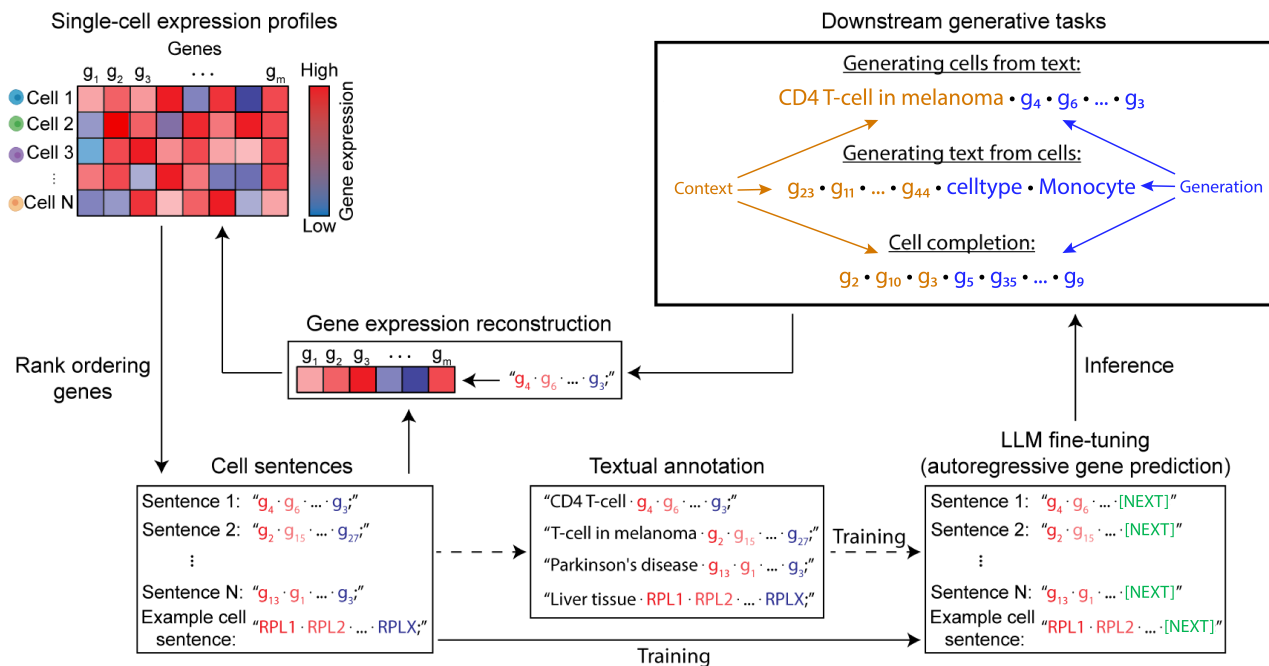 Single-cell expression profiles
Genes
g1 g2 g3 ... gm
Cell 1
Cell 2
Cell 3
⋮
Cell N
High
Gene expression
Low
Downstream generative tasks
Generating cells from text:
CD4 T-cell in melanoma • g4 • g6 • ... • g3
Generating text from cells:
Context
g23 • g11 • ... • g44 • celltype • Monocyte
Generation
Cell completion:
g2 • g10 • g3 • g5 • g35 • ... • g9
Gene expression reconstruction
g1 g2 g3 ... gm
“g4 · g6 · ... · g3;”
Rank ordering
genes
Inference
Cell sentences
Sentence 1: “g4 · g6 · ... · g3;”
Sentence 2: “g2 · g15 · ... · g27;”
⋮
Sentence N: “g13 · g1 · ... · g3;”
Example cell
sentence: “RPL1 · RPL2 · ... · RPLX;”
Textual annotation
“CD4 T-cell · g4 · g6 · ... · g3;”
“T-cell in melanoma · g2 · g15 · ... · g27;”
“Parkinson's disease · g13 · g1 · ... · g3;”
“Liver tissue · RPL1 · RPL2 · ... · RPLX;”
Training
LLM fine-tuning
(autoregressive gene prediction)
Sentence 1: “g4 · g6 · ... · [NEXT]”
Sentence 2: “g2 · g15 · ... · [NEXT]”
⋮
Sentence N: “g13 · g1 · ... · [NEXT]”
Example cell
sentence: “RPL1 · RPL2 · ... · [NEXT]”
Training